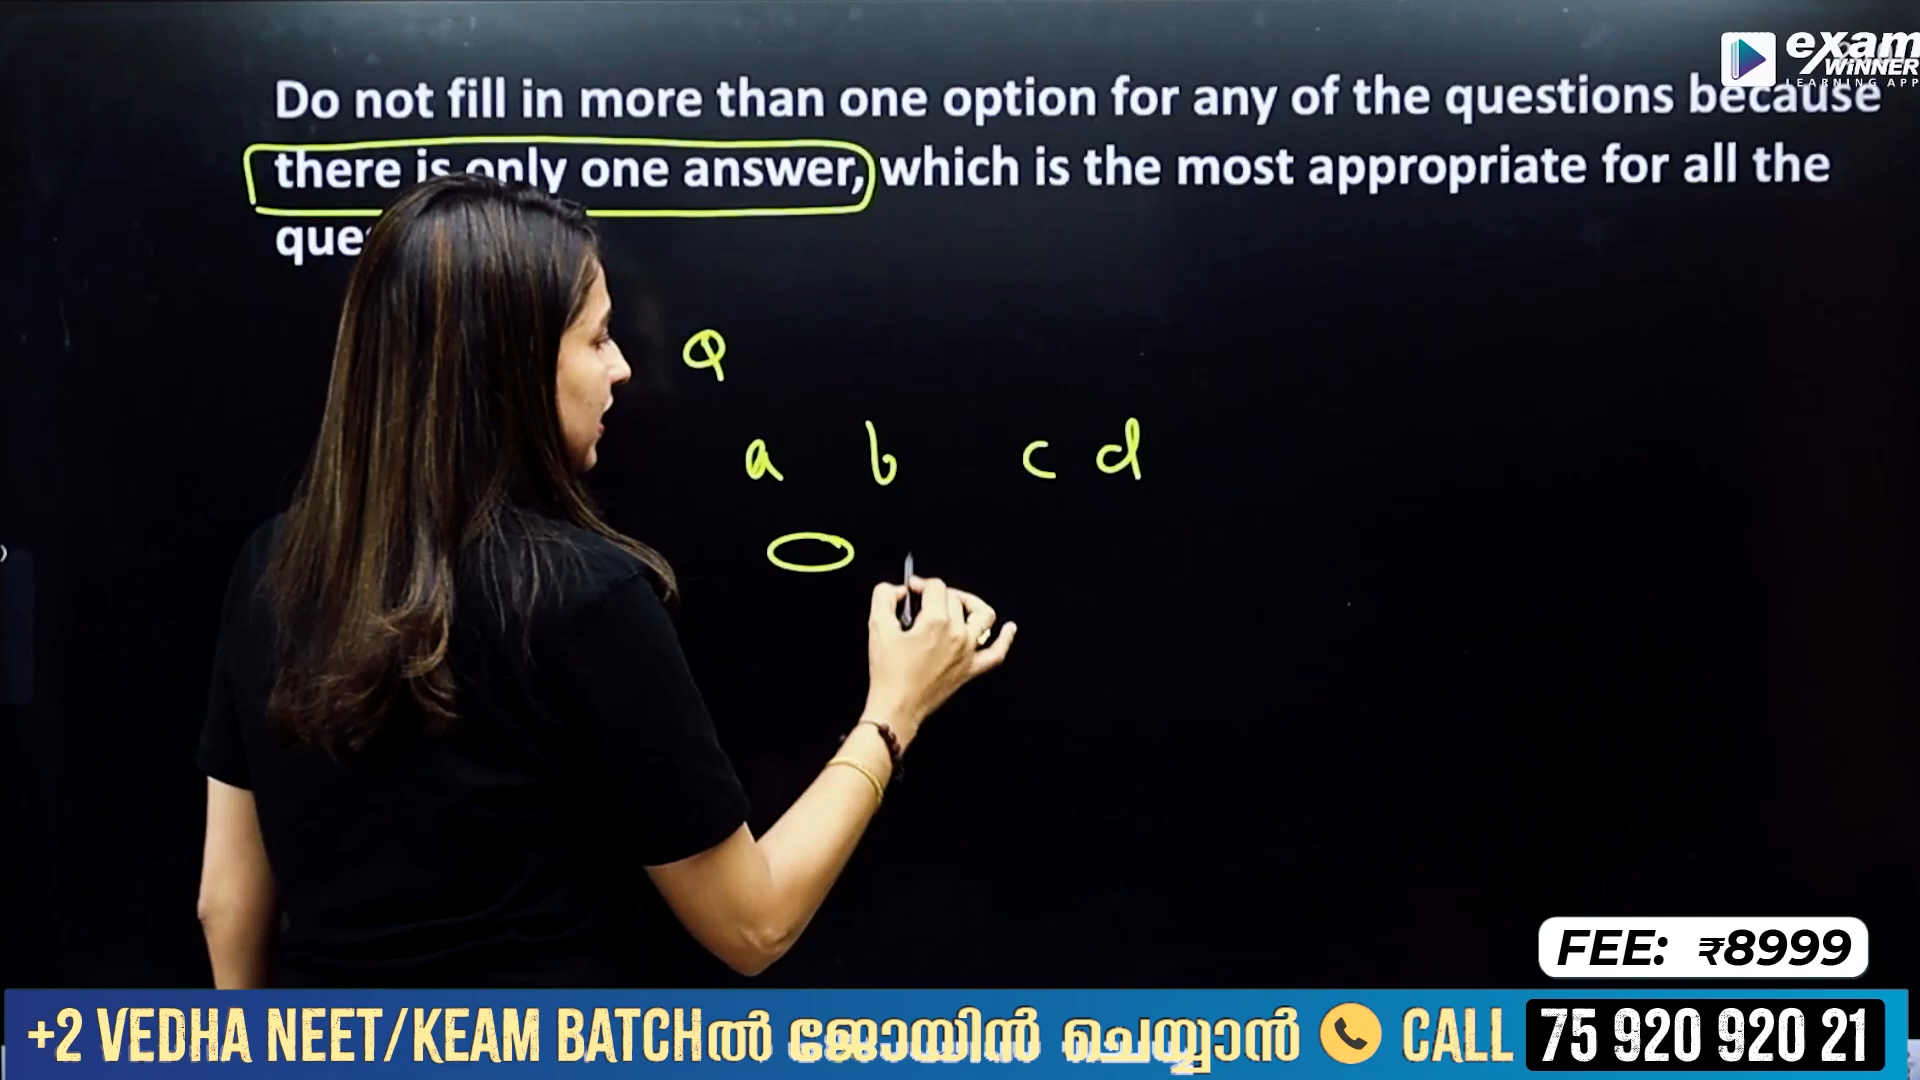 exam
WINNER
LEARNING APP
Do not fill in more than one option for any of the questions because
there is only one answer, which is the most appropriate for all the
Q
a b c d
FEE: ₹8999
+2 VEDHA NEET/KEAM BATCHൽ ജോയിൻ ചെയ്യാൻ CALL 75 920 920 21